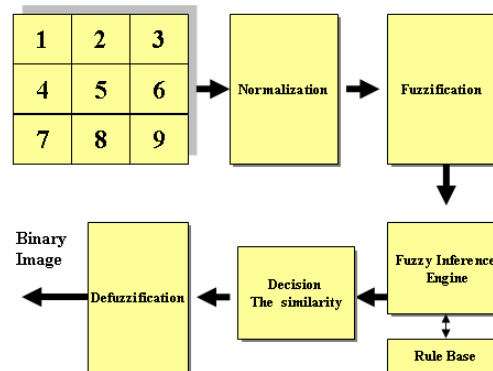 1 2 3
4 5 6
7 8 9
Normalization
Fuzzification
Fuzzy Inference
Engine
Rule Base
Decision
The similarity
Defuzzification
Binary
Image